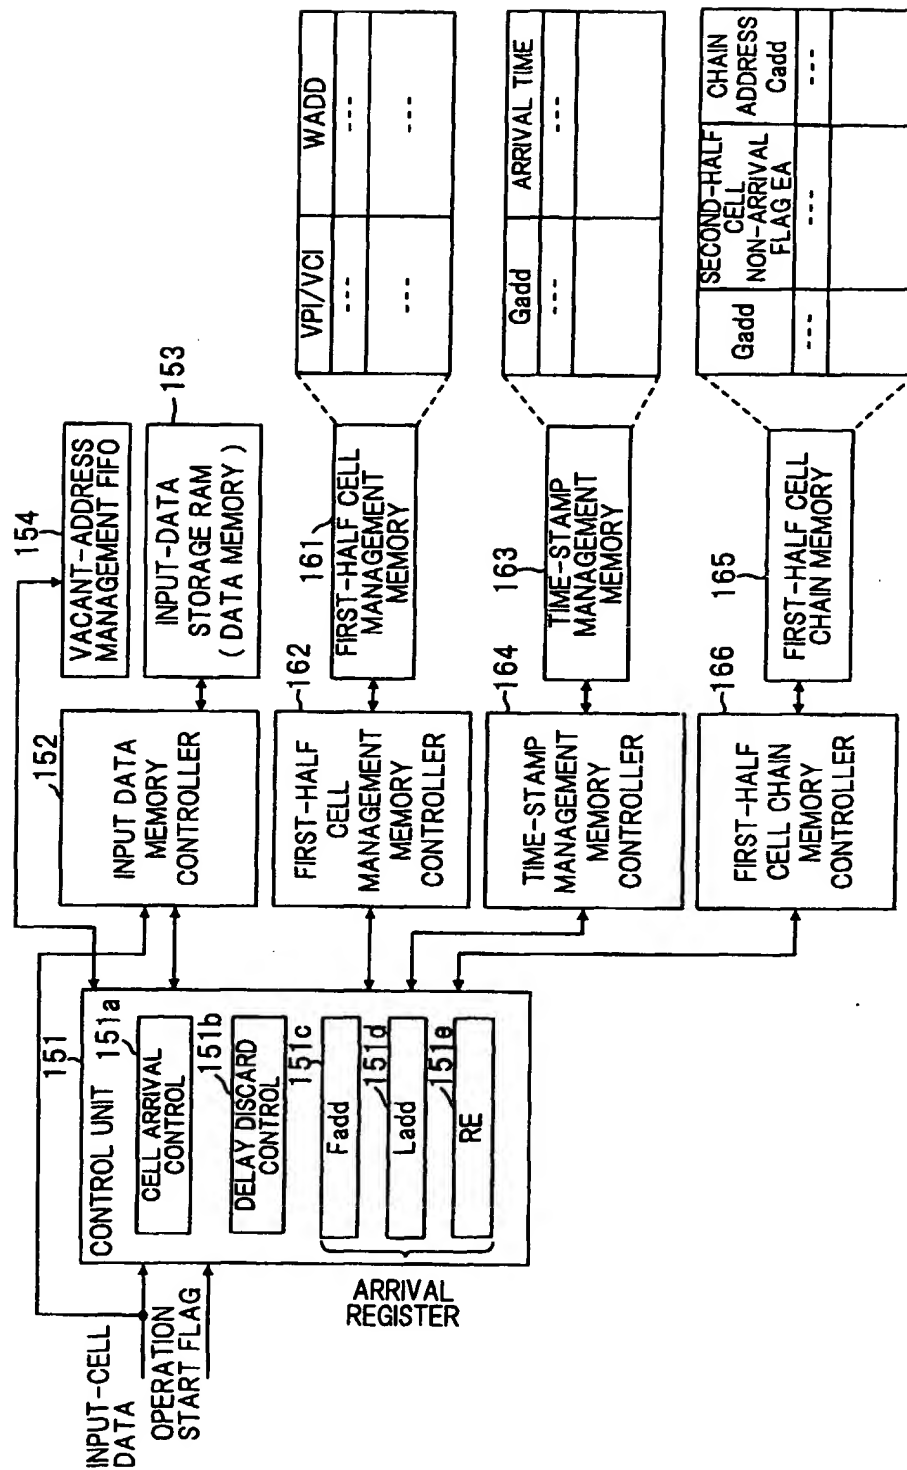 INPUT-CELL
DATA
OPERATION
START FLAG
151
CONTROL UNIT
151a
CELL ARRIVAL
CONTROL
151b
DELAY DISCARD
CONTROL
151c
Fadd
151d
Ladd
151e
RE
ARRIVAL
REGISTER
152
INPUT DATA
MEMORY
CONTROLLER
154
VACANT-ADDRESS
MANAGEMENT FIFO
153
INPUT-DATA
STORAGE RAM
( DATA MEMORY )
162
FIRST-HALF
CELL
MANAGEMENT
MEMORY
CONTROLLER
161
FIRST-HALF CELL
MANAGEMENT
MEMORY
VPI/VCI
WADD
---
---
---
---
164
TIME-STAMP
MANAGEMENT
MEMORY
CONTROLLER
163
TIME-STAMP
MANAGEMENT
MEMORY
Gadd
ARRIVAL TIME
---
---
166
FIRST-HALF
CELL CHAIN
MEMORY
CONTROLLER
165
FIRST-HALF CELL
CHAIN MEMORY
Gadd
SECOND-HALF
CELL
NON-ARRIVAL
FLAG EA
CHAIN
ADDRESS
Cadd
---
---
---